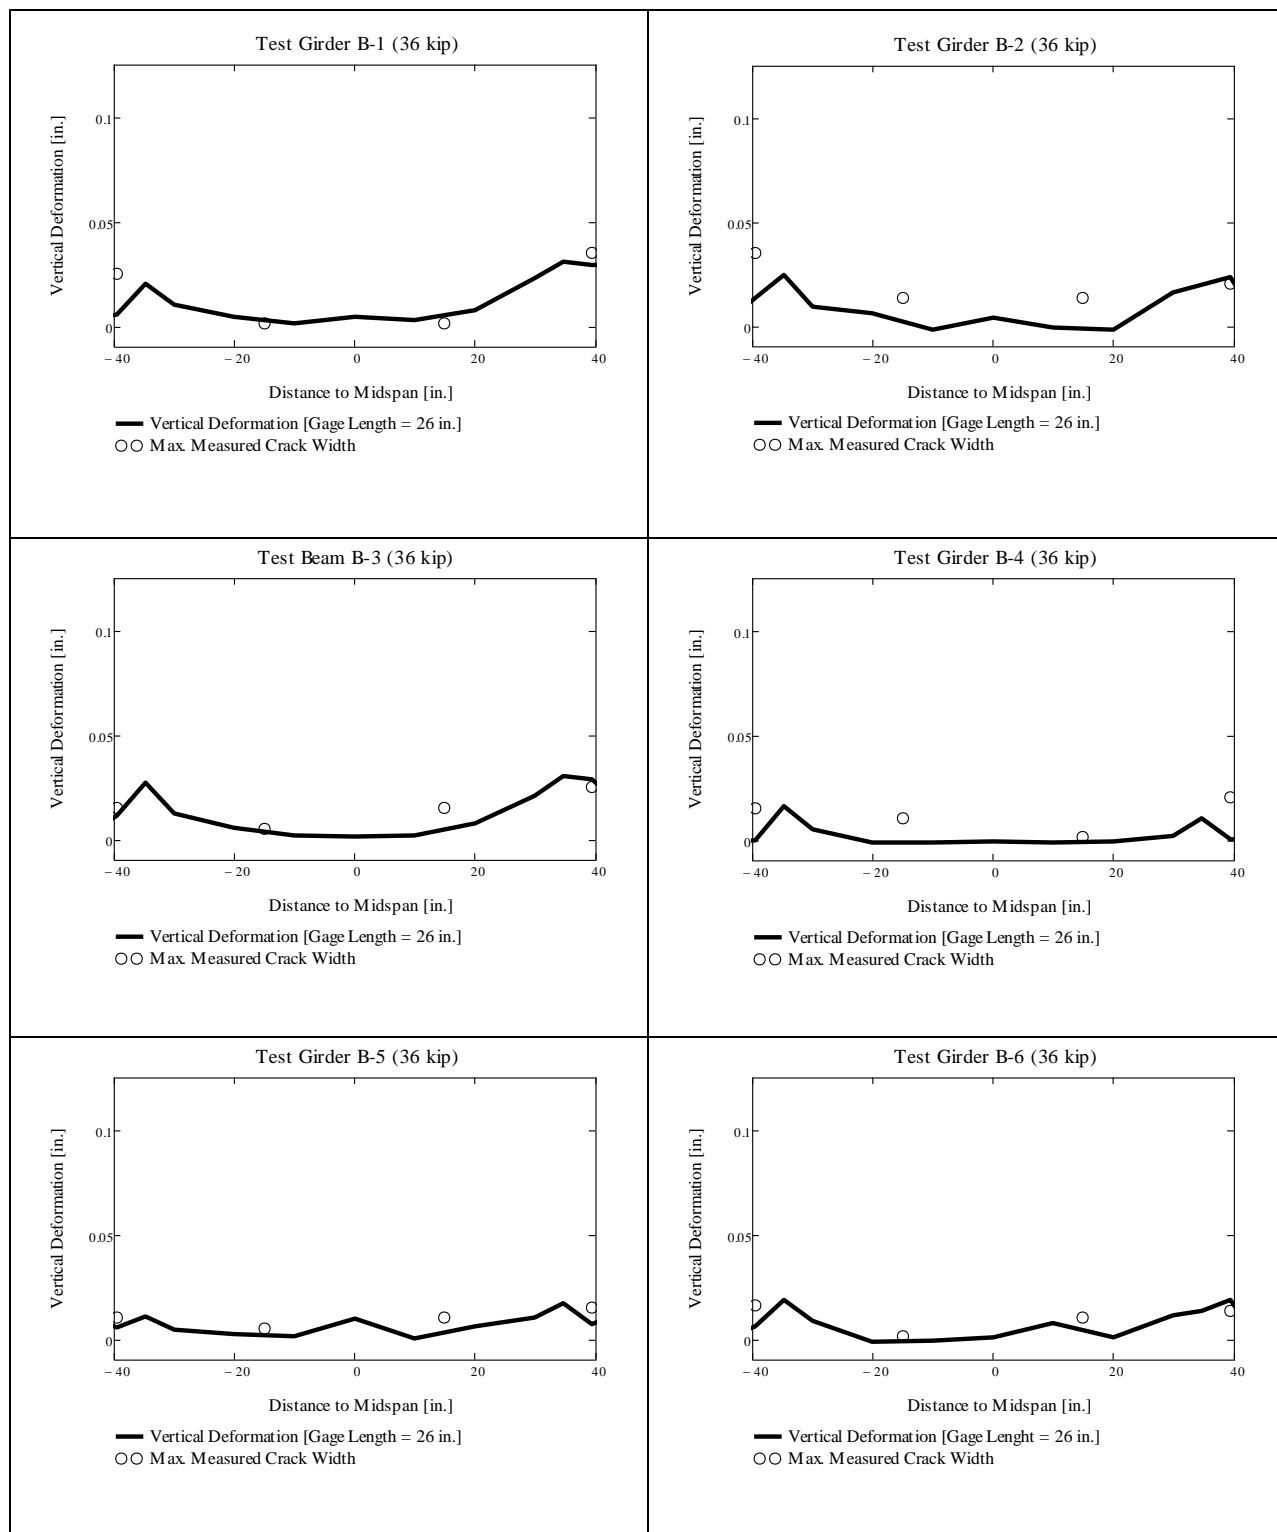 Test Girder B-1 (36 kip)
Vertical Deformation [in.]
0.1
0.05
0
− 40
− 20
0
20
40
Distance to Midspan [in.]
Vertical Deformation [Gage Length = 26 in.]
Max. Measured Crack Width
Test Girder B-2 (36 kip)
Vertical Deformation [in.]
0.1
0.05
0
− 40
− 20
0
20
40
Distance to Midspan [in.]
Vertical Deformation [Gage Length = 26 in.]
Max. Measured Crack Width
Test Beam B-3 (36 kip)
Vertical Deformation [in.]
0.1
0.05
0
− 40
− 20
0
20
40
Distance to Midspan [in.]
Vertical Deformation [Gage Length = 26 in.]
Max. Measured Crack Width
Test Girder B-4 (36 kip)
Vertical Deformation [in.]
0.1
0.05
0
− 40
− 20
0
20
40
Distance to Midspan [in.]
Vertical Deformation [Gage Length = 26 in.]
Max. Measured Crack Width
Test Girder B-5 (36 kip)
Vertical Deformation [in.]
0.1
0.05
0
− 40
− 20
0
20
40
Distance to Midspan [in.]
Vertical Deformation [Gage Length = 26 in.]
Max. Measured Crack Width
Test Girder B-6 (36 kip)
Vertical Deformation [in.]
0.1
0.05
0
− 40
− 20
0
20
40
Distance to Midspan [in.]
Vertical Deformation [Gage Lenght = 26 in.]
Max. Measured Crack Width